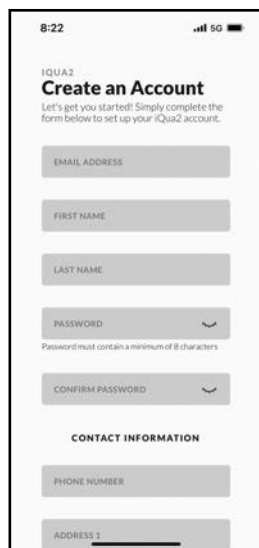 8:22
5G
IQUA2
Create an Account
Let's get you started! Simply complete the
form below to set up your iQua2 account.
EMAIL ADDRESS
FIRST NAME
LAST NAME
PASSWORD
Password must contain a minimum of 8 characters
CONFIRM PASSWORD
CONTACT INFORMATION
PHONE NUMBER
ADDRESS 1